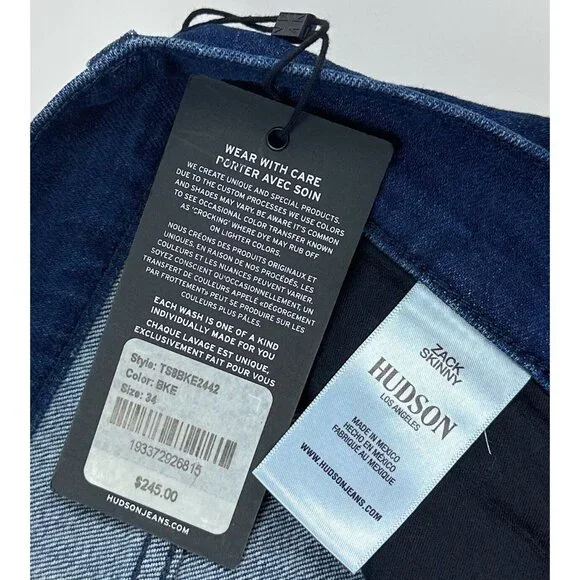 WEAR WITH CARE
PORTER AVEC SOIN
WE CREATE UNIQUE AND SPECIAL PRODUCTS.
DUE TO THE CUSTOM PROCESSES WE USE COLORS
AND SHADES MAY VARY. BE AWARE IT'S COMMON
TO SEE OCCASIONAL COLOR TRANSFER KNOWN
AS 'CROCKING' WHERE DYE MAY RUB OFF
ON LIGHTER COLORS.
NOUS CRÉONS DES PRODUITS ORIGINAUX ET
UNIQUES. EN RAISON DE NOS PROCÉDÉS, LES
COULEURS ET LES NUANCES PEUVENT VARIER.
SOYEZ CONSCIENT QU'OCCASIONNELLEMENT, UN
TRANSFERT DE COULEURS APPELÉ «DÉGORGEMENT
PAR FROTTEMENT» PEUT SE PRODUIRE SUR LES
COULEURS PLUS PÂLES.
EACH WASH IS ONE OF A KIND
INDIVIDUALLY MADE FOR YOU
CHAQUE LAVAGE EST UNIQUE,
EXCLUSIVEMENT FAIT POUR VOUS
Style: TS8BKE2442
Color: BKE
Size: 34
193372926815
$245.00
HUDSONJEANS.COM
ZACK
SKINNY
HUDSON
LOS ANGELES
MADE IN MEXICO
HECHO EN MÉXICO
FABRIQUÉ AU MEXIQUE
WWW.HUDSONJEANS.COM